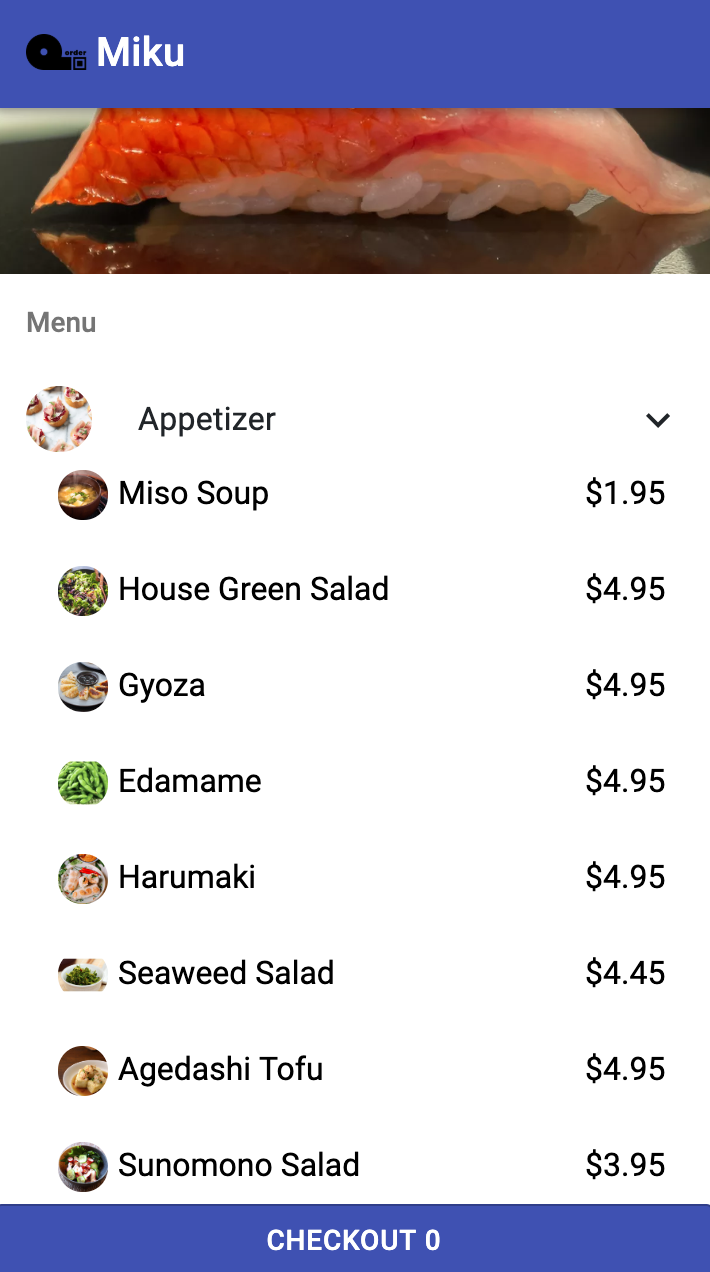 order
Miku
Menu
Appetizer
Miso Soup $1.95
House Green Salad $4.95
Gyoza $4.95
Edamame $4.95
Harumaki $4.95
Seaweed Salad $4.45
Agedashi Tofu $4.95
Sunomono Salad $3.95
CHECKOUT 0